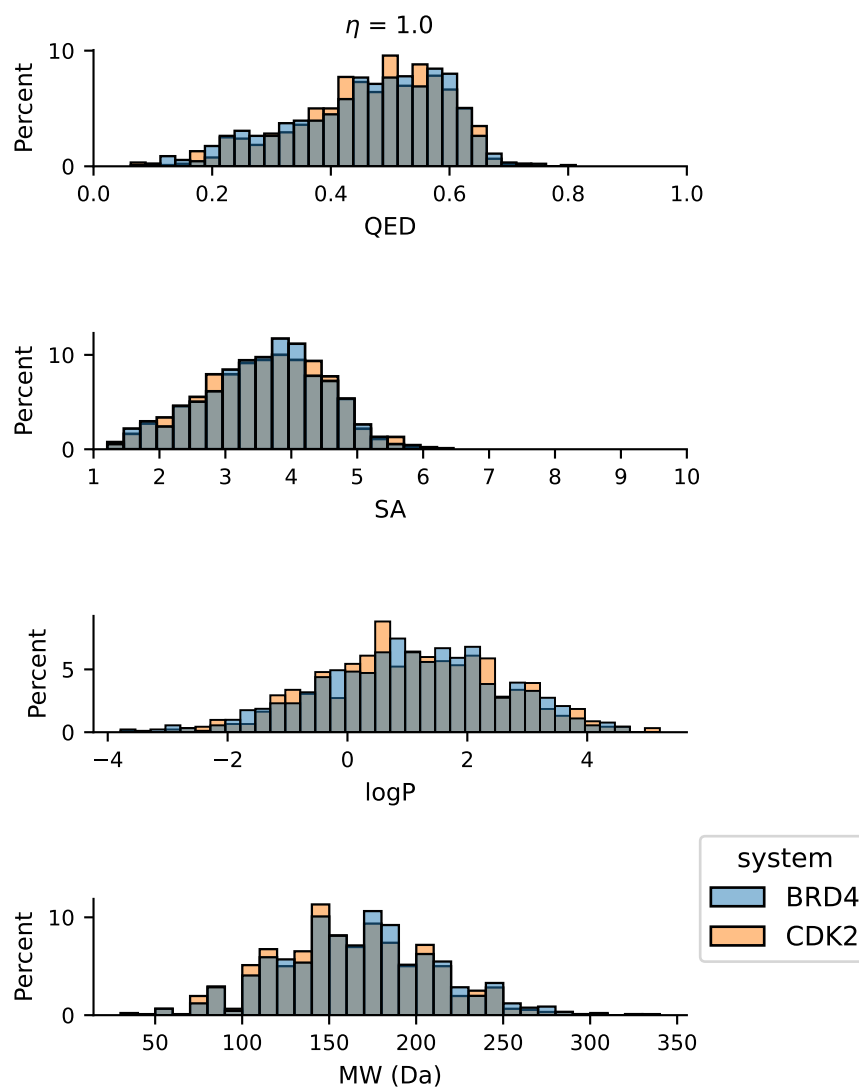 η = 1.0
Percent
10
0
0.0 0.2 0.4 0.6 0.8 1.0
QED
Percent
10
0
1 2 3 4 5 6 7 8 9 10
SA
Percent
5
0
−4 −2 0 2 4
logP
Percent
10
0
50 100 150 200 250 300 350
MW (Da)
system
BRD4
CDK2